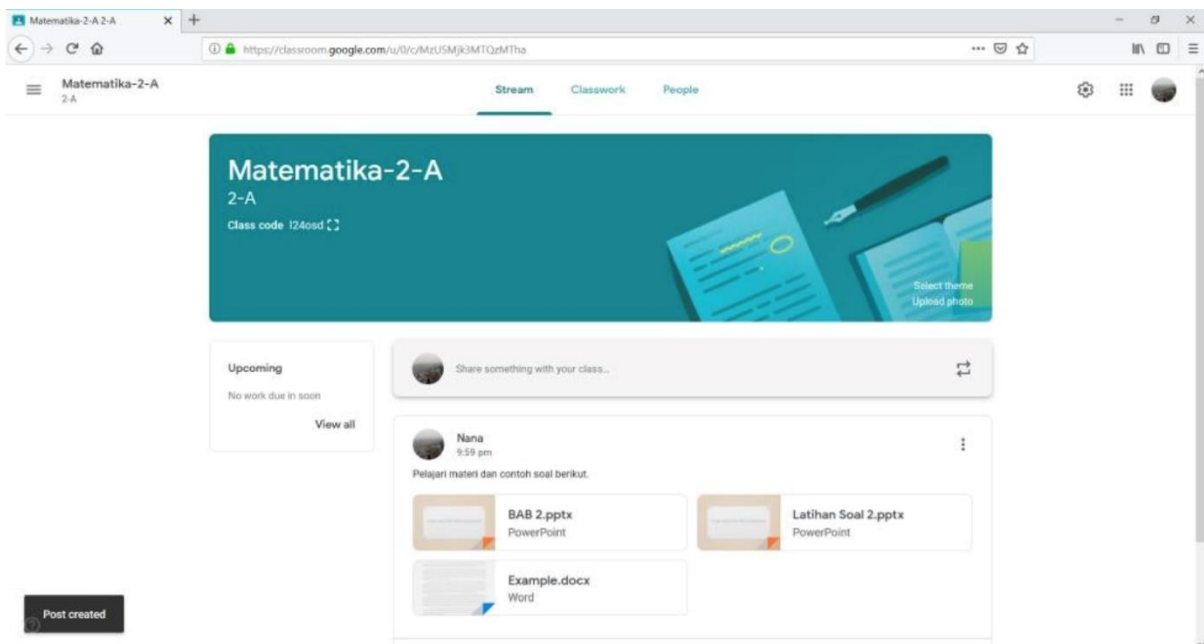 Matematika-2-A 2-A
https://classroom.google.com/u/0/c/MzU5Mjk3MTQzMTha
Matematika-2-A
2-A
Stream Classwork People
Matematika-2-A
2-A
Class code l24osd
Select theme
Upload photo
Upcoming
No work due in soon
View all
Share something with your class...
Nana
9:59 pm
Pelajari materi dan contoh soal berikut.
BAB 2.pptx
PowerPoint
Latihan Soal 2.pptx
PowerPoint
Example.docx
Word
Post created